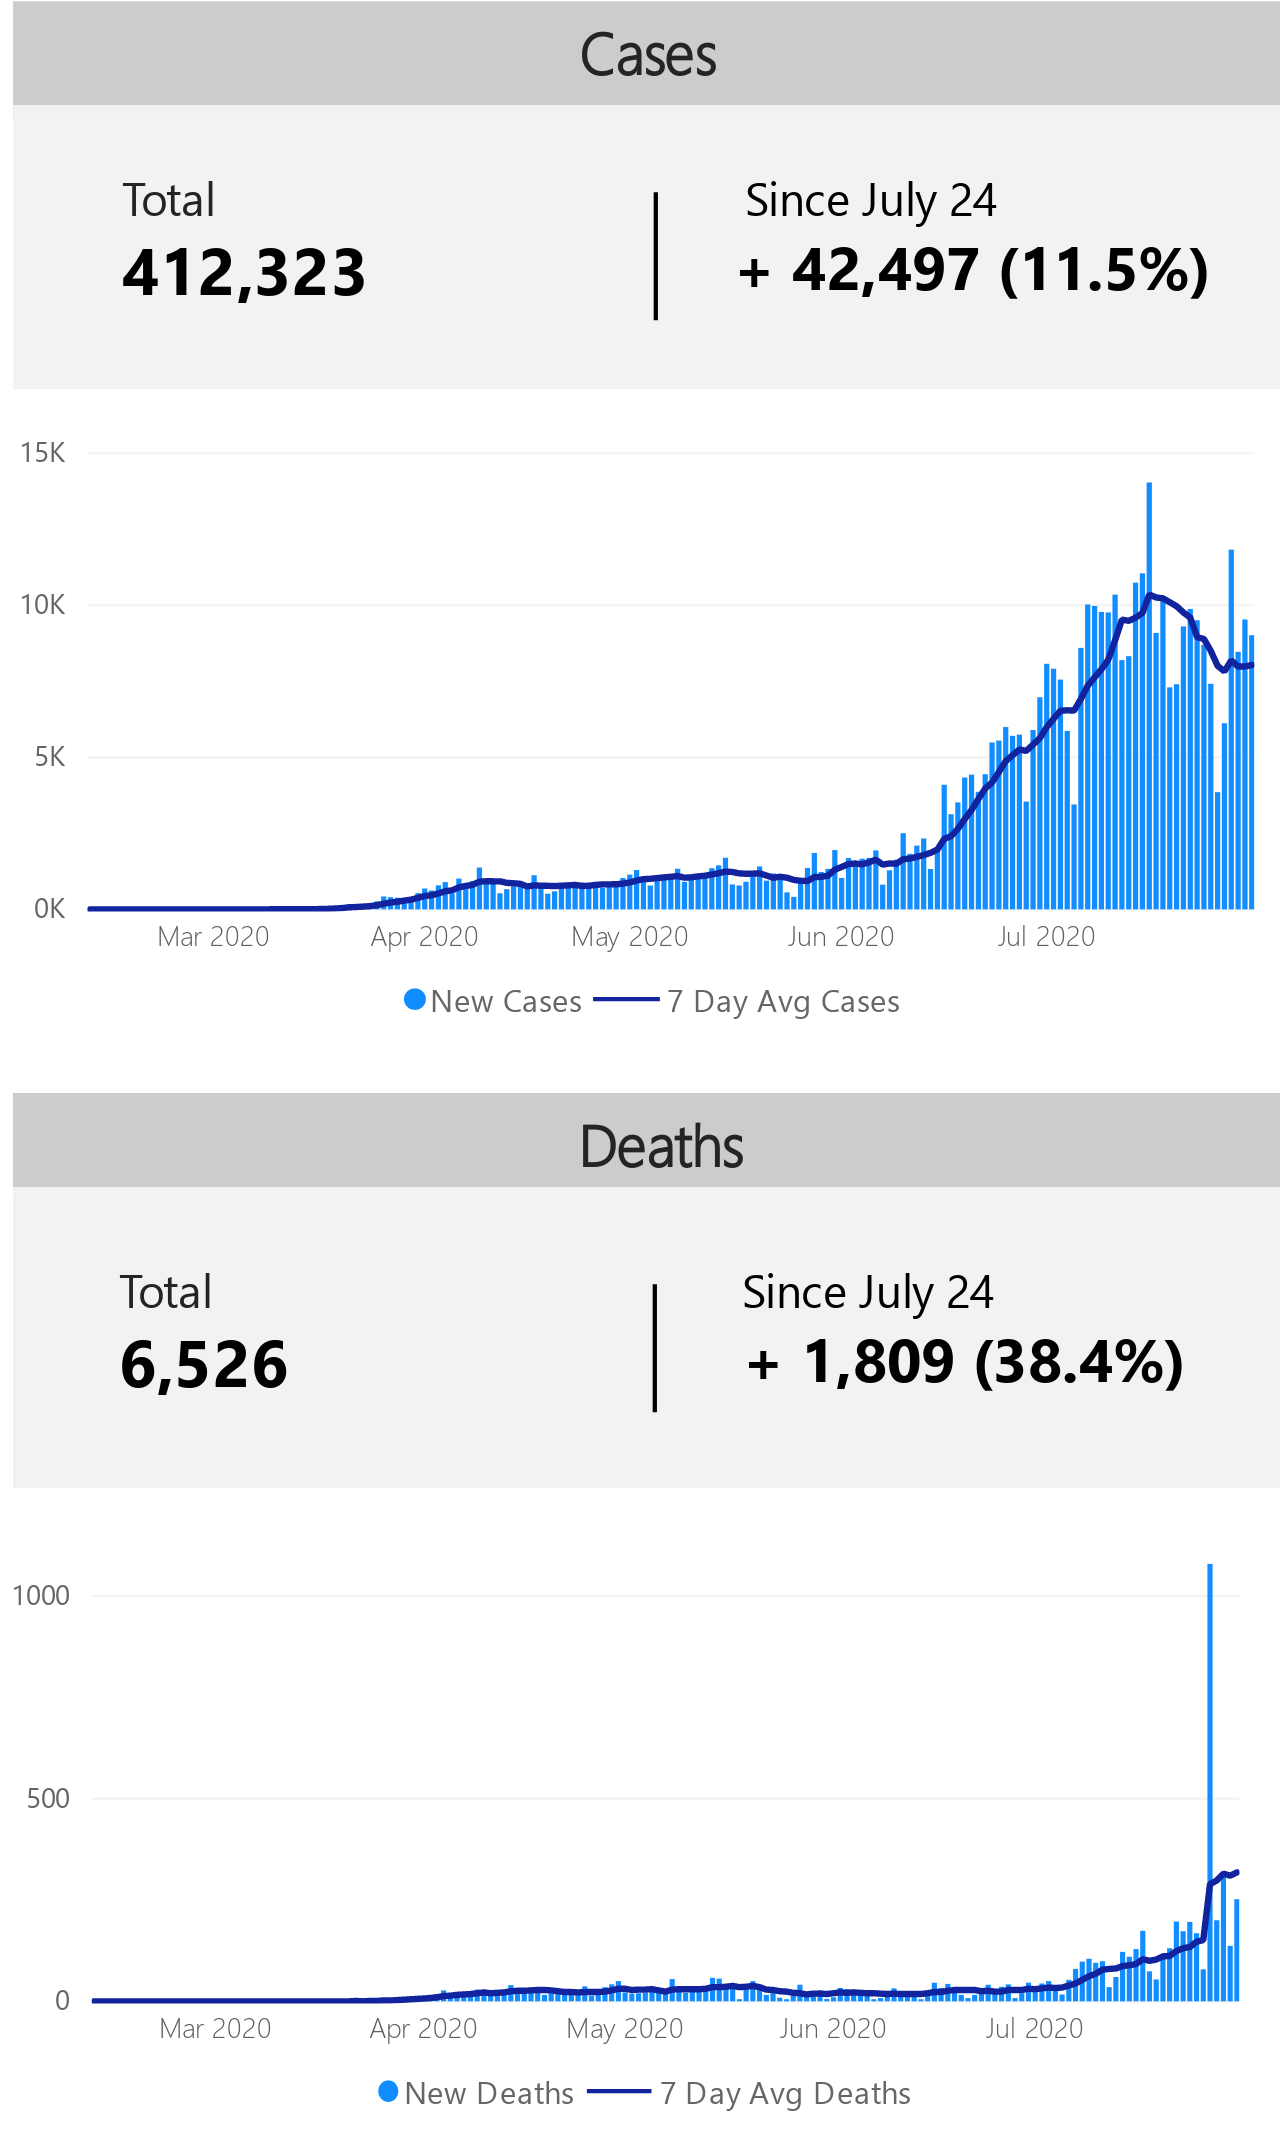 Cases
Total
Since July 24
412,323
+ 42,497 (11.5%)
15K
10K
5K
0K
Mar 2020 Apr 2020 May 2020 Jun 2020 Jul 2020
New Cases 7 Day Avg Cases
Deaths
Total
Since July 24
6,526
+ 1,809 (38.4%)
1000
500
0
Mar 2020 Apr 2020 May 2020 Jun 2020 Jul 2020
New Deaths 7 Day Avg Deaths